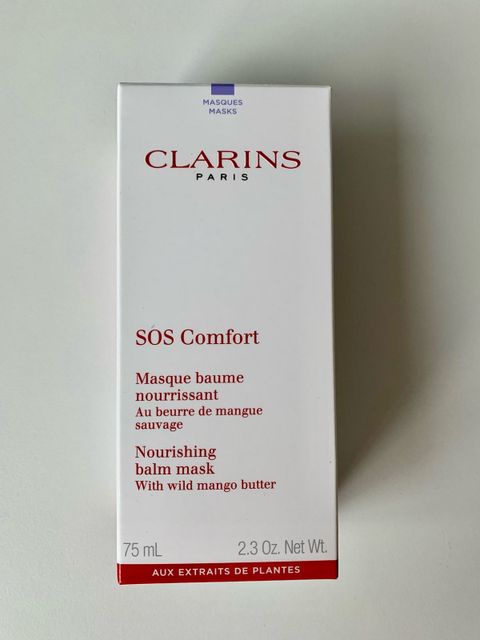 MASQUES
MASKS
CLARINS
PARIS
SOS Comfort
Masque baume
nourrissant
Au beurre de mangue
sauvage
Nourishing
balm mask
With wild mango butter
75 mL 2.3 Oz. Net Wt.
AUX EXTRAITS DE PLANTES